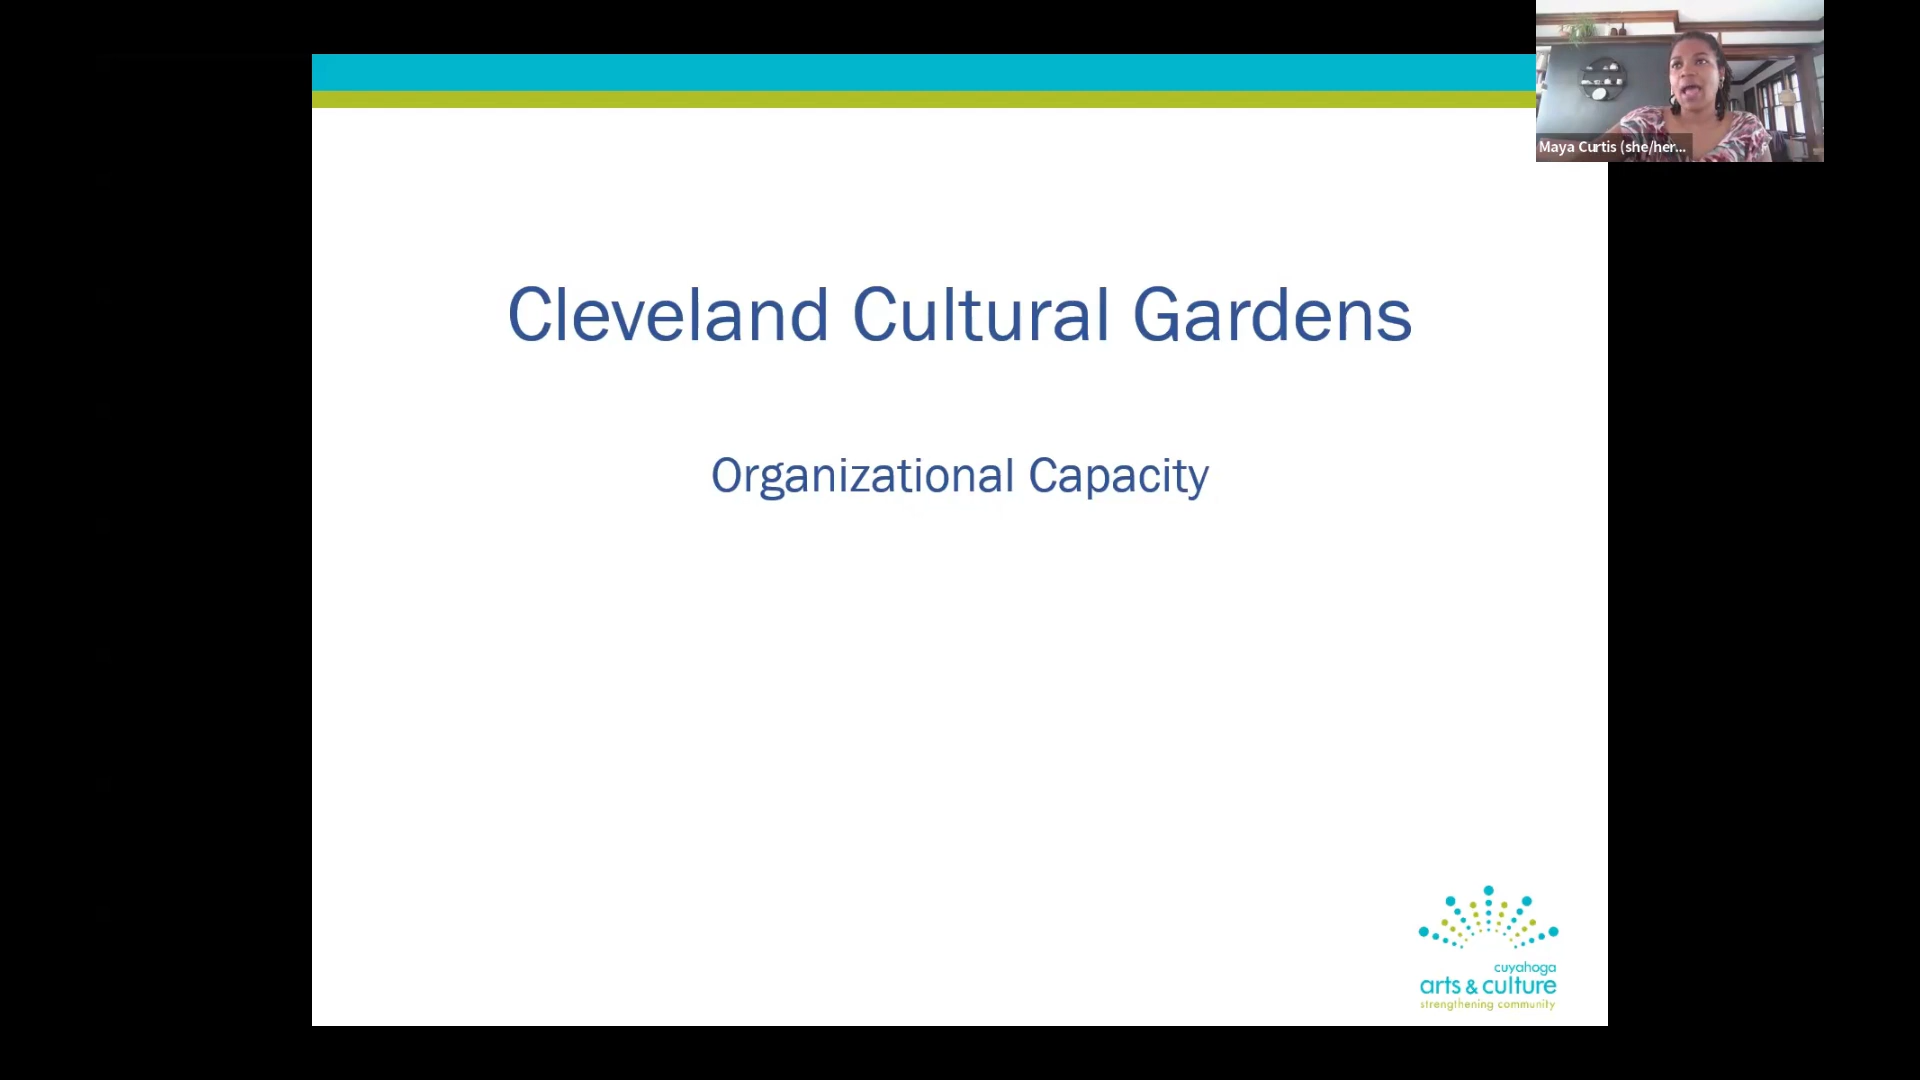 Maya Curtis (she/her...
Cleveland Cultural Gardens
Organizational Capacity
cuyahoga
arts & culture
strengthening community